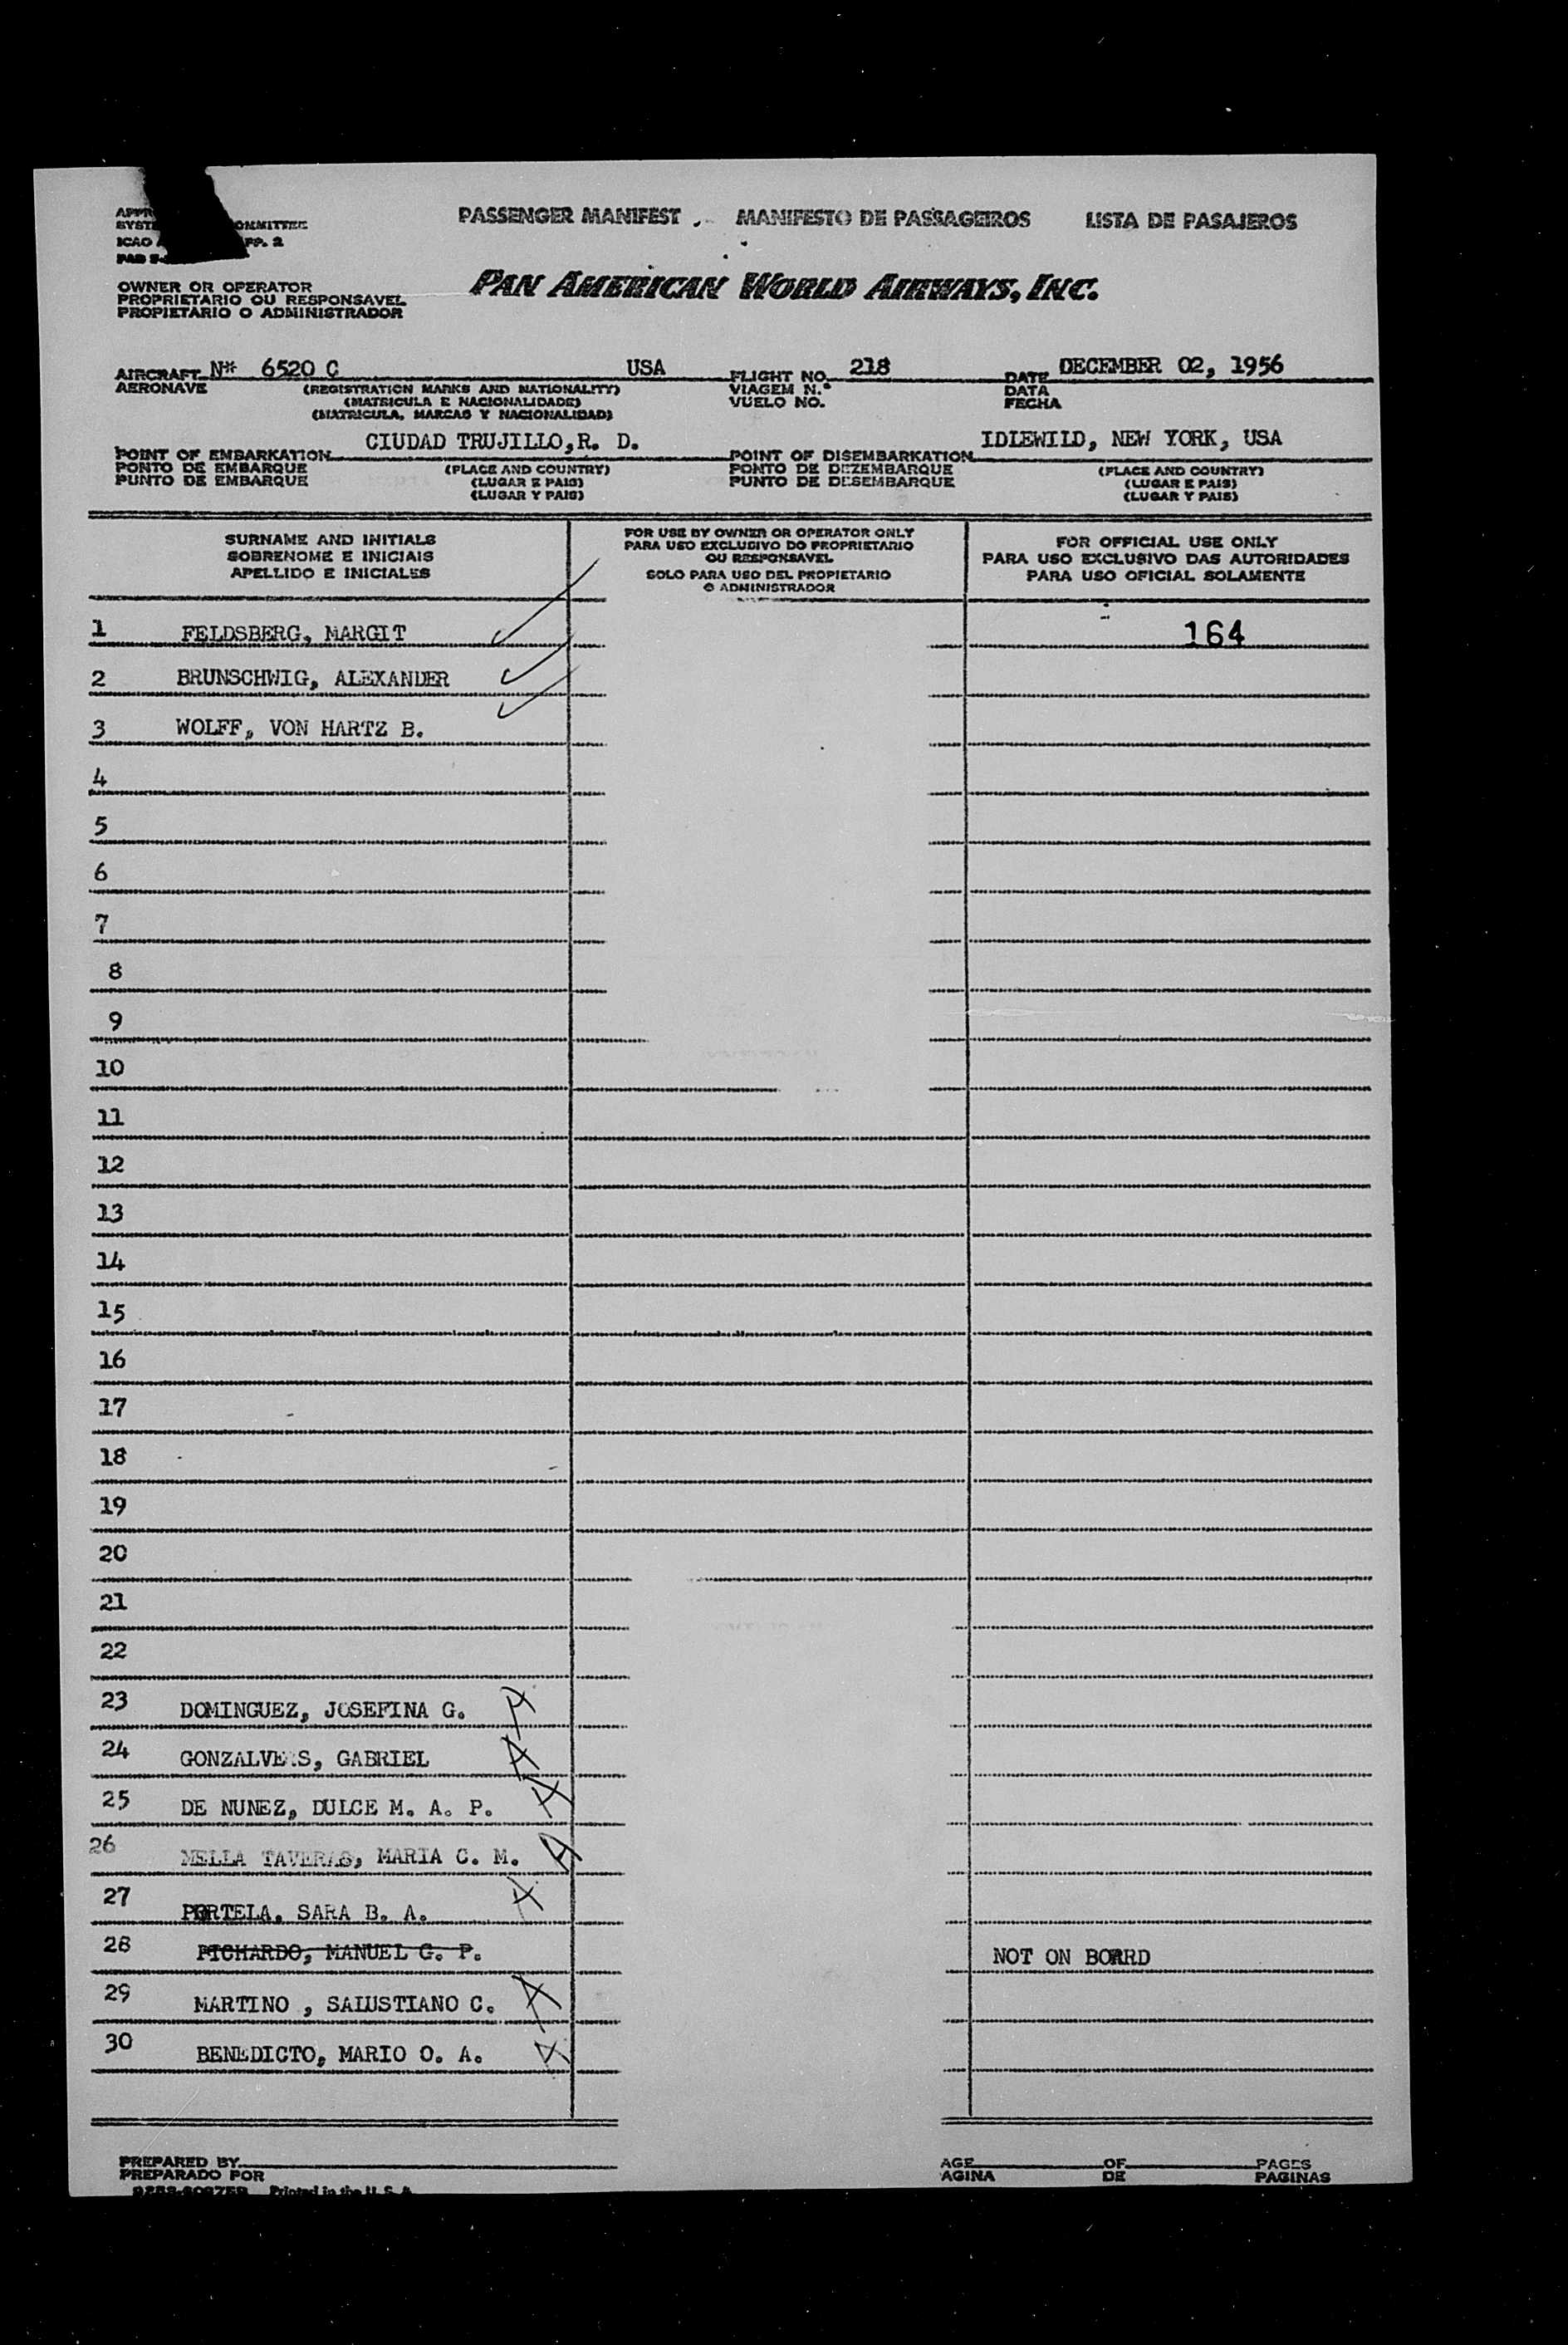 PASSENGER MANIFEST MANIFESTO DE PASSAGEIROS LISTA DE PASAJEROS
OMMITTEE
ICAO PP. 2
OWNER OR OPERATOR
PROPRIETARIO OU RESPONSAVEL
PROPIETARIO O ADMINISTRADOR
PAN AMERICAN WORLD AIRWAYS, INC.
AIRCRAFT N* 6520 C USA FLIGHT NO. 218 DATE DECEMBER 02, 1956
AERONAVE (REGISTRATION MARKS AND NATIONALITY) VIAGEM N.º DATA
(MATRICULA E NACIONALIDADE) VUELO NO. FECHA
(MATRICULA, MARCAS Y NACIONALIDAD)
POINT OF EMBARKATION CIUDAD TRUJILLO,R. D. POINT OF DISEMBARKATION IDLEWILD, NEW YORK, USA
PONTO DE EMBARQUE (PLACE AND COUNTRY) PONTO DE DEZEMBARQUE (PLACE AND COUNTRY)
PUNTO DE EMBARQUE (LUGAR E PAIS) PUNTO DE DESEMBARQUE (LUGAR E PAIS)
(LUGAR Y PAIS) (LUGAR Y PAIS)
SURNAME AND INITIALS
SOBRENOME E INICIAIS
APELLIDO E INICIALES
FOR USE BY OWNER OR OPERATOR ONLY
PARA USO EXCLUSIVO DO PROPRIETARIO
OU RESPONSAVEL
SOLO PARA USO DEL PROPIETARIO
O ADMINISTRADOR
FOR OFFICIAL USE ONLY
PARA USO EXCLUSIVO DAS AUTORIDADES
PARA USO OFICIAL SOLAMENTE
1 FELDSBERG, MARGIT 164
2 BRUNSCHWIG, ALEXANDER
3 WOLFF, VON HARTZ B.
4
5
6
7
8
9
10
11
12
13
14
15
16
17
18
19
20
21
22
23 DOMINGUEZ, JOSEFINA G.
24 GONZALVES, GABRIEL
25 DE NUNEZ, DULCE M. A. P.
26 MELLA TAVERAS, MARIA C. M.
27 PORTELA, SARA B. A.
28 PICHARDO, MANUEL G. P. NOT ON BOARD
29 MARTINO , SALUSTIANO C.
30 BENEDICTO, MARIO O. A.
PREPARED BY AGE OF PAGES
PREPARADO POR AGINA DE PAGINAS
Printed in the U. S. A.